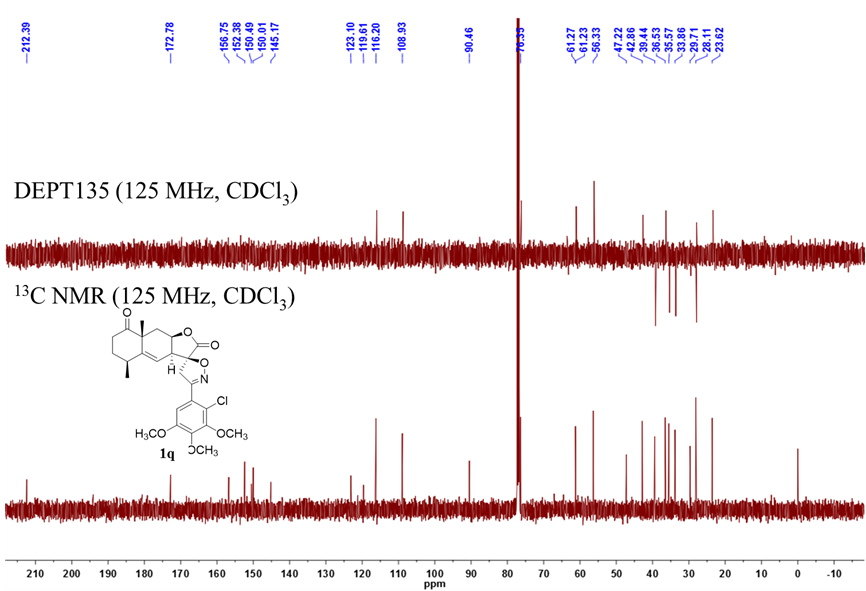 212.39
172.78
156.75
152.38
150.49
150.01
145.17
123.10
119.61
116.20
108.93
90.46
76.35
61.27
61.23
56.33
47.22
42.86
39.44
36.53
35.57
33.86
29.71
28.11
23.62
DEPT135 (125 MHz, CDCl₃)
¹³C NMR (125 MHz, CDCl₃)
O
O
O
H
O
N
Cl
H₃CO
OCH₃
OCH₃
1q
210 200 190 180 170 160 150 140 130 120 110 100 90 80 70 60 50 40 30 20 10 0 -10
ppm